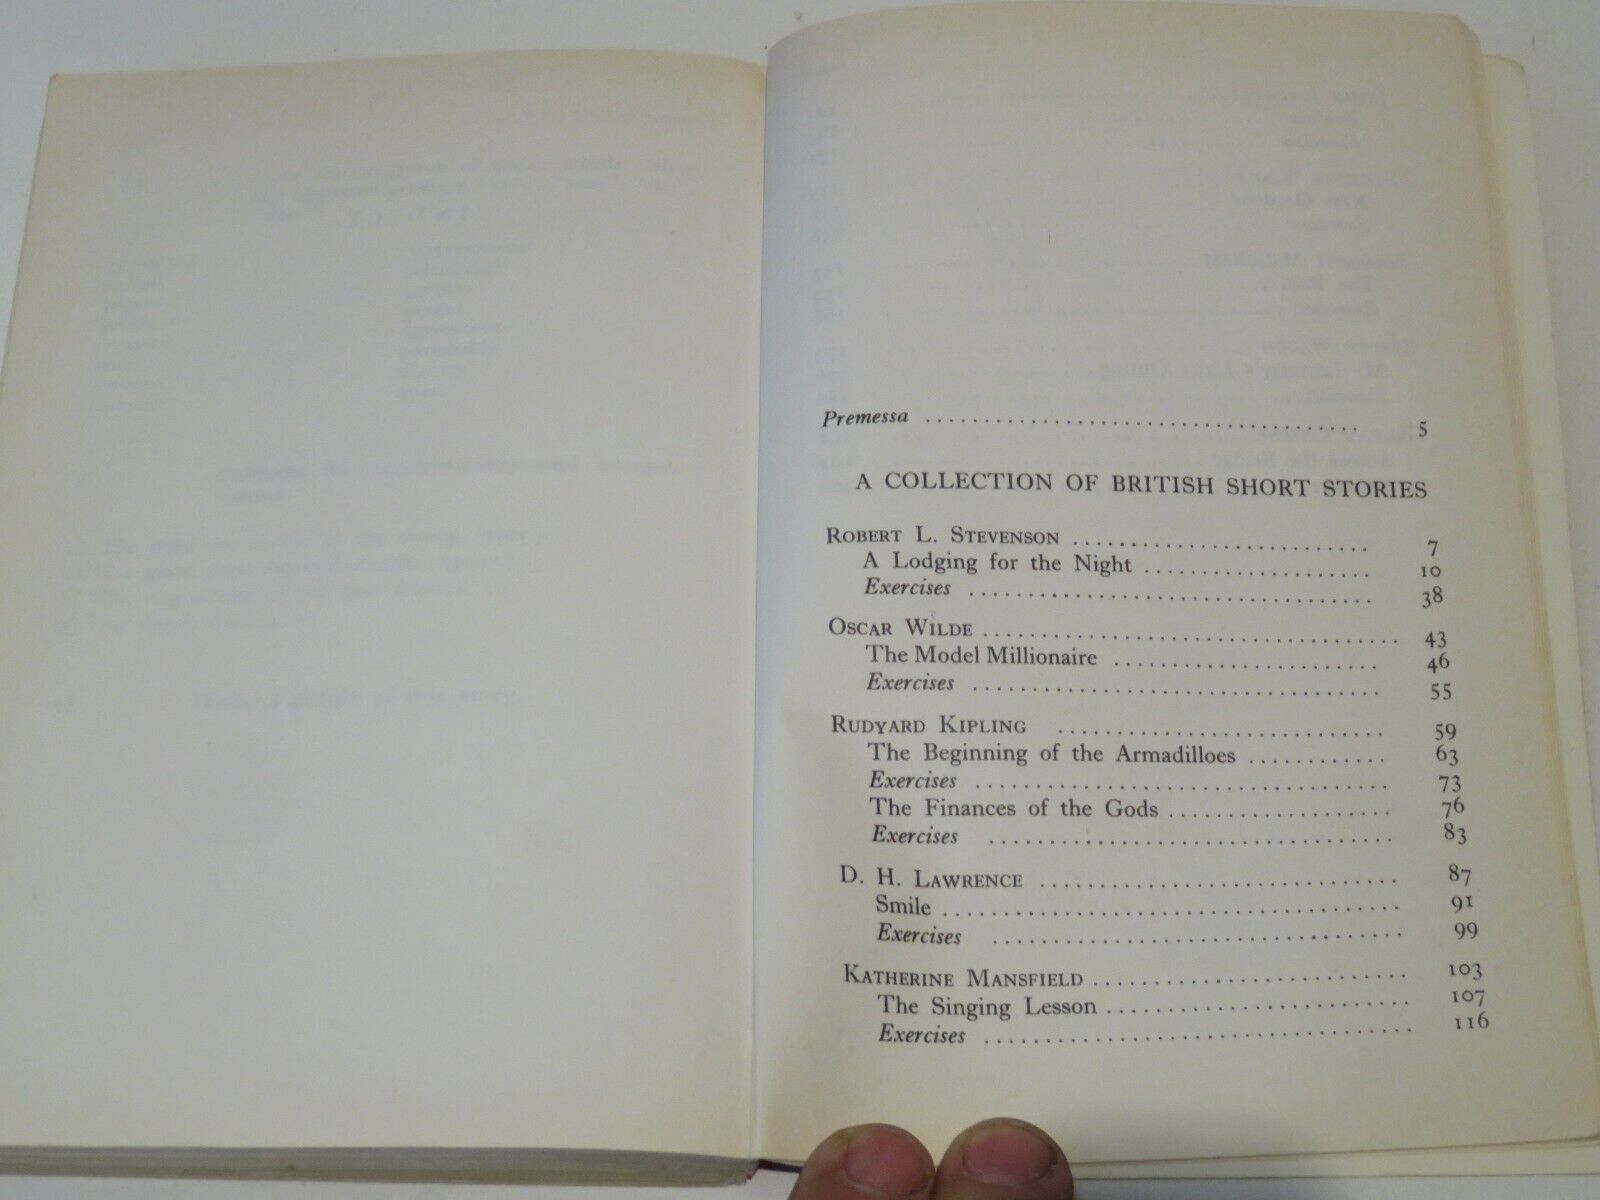 Premessa ..................................... 5
A COLLECTION OF BRITISH SHORT STORIES
ROBERT L. STEVENSON .......................... 7
A Lodging for the Night .................... 10
Exercises .................................. 38
OSCAR WILDE .................................... 43
The Model Millionaire ....................... 46
Exercises ................................... 55
RUDYARD KIPLING ............................ 59
The Beginning of the Armadilloes ............ 63
Exercises ................................... 73
The Finances of the Gods ................... 76
Exercises ................................... 83
D. H. LAWRENCE ............................... 87
Smile ....................................... 91
Exercises ................................... 99
KATHERINE MANSFIELD ........................... 103
The Singing Lesson .......................... 107
Exercises ..................................... 116